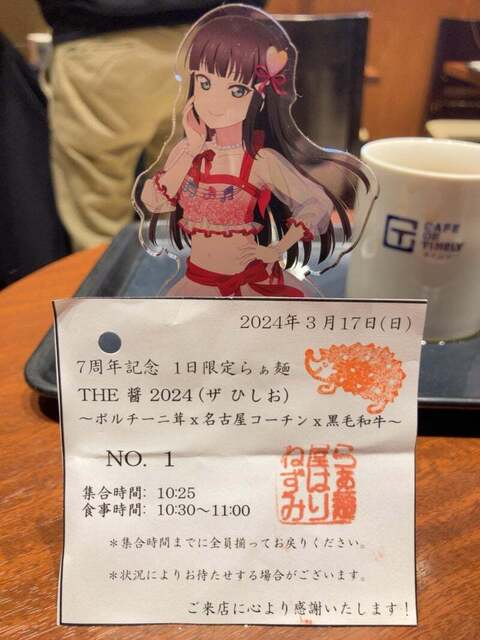 CAFE
DE
TIMELY
2024年3月17日(日)
7周年記念 1日限定らぁ麺
THE 醤 2024(ザ ひしお)
～ポルチーニ茸x名古屋コーチンx黒毛和牛～
NO. 1
らぁ麺
尾はり
ねずみ
集合時間: 10:25
食事時間: 10:30～11:00
＊集合時間までに全員揃ってお戻りください。
＊状況によりお待たせする場合がございます。
ご来店に心より感謝いたします!